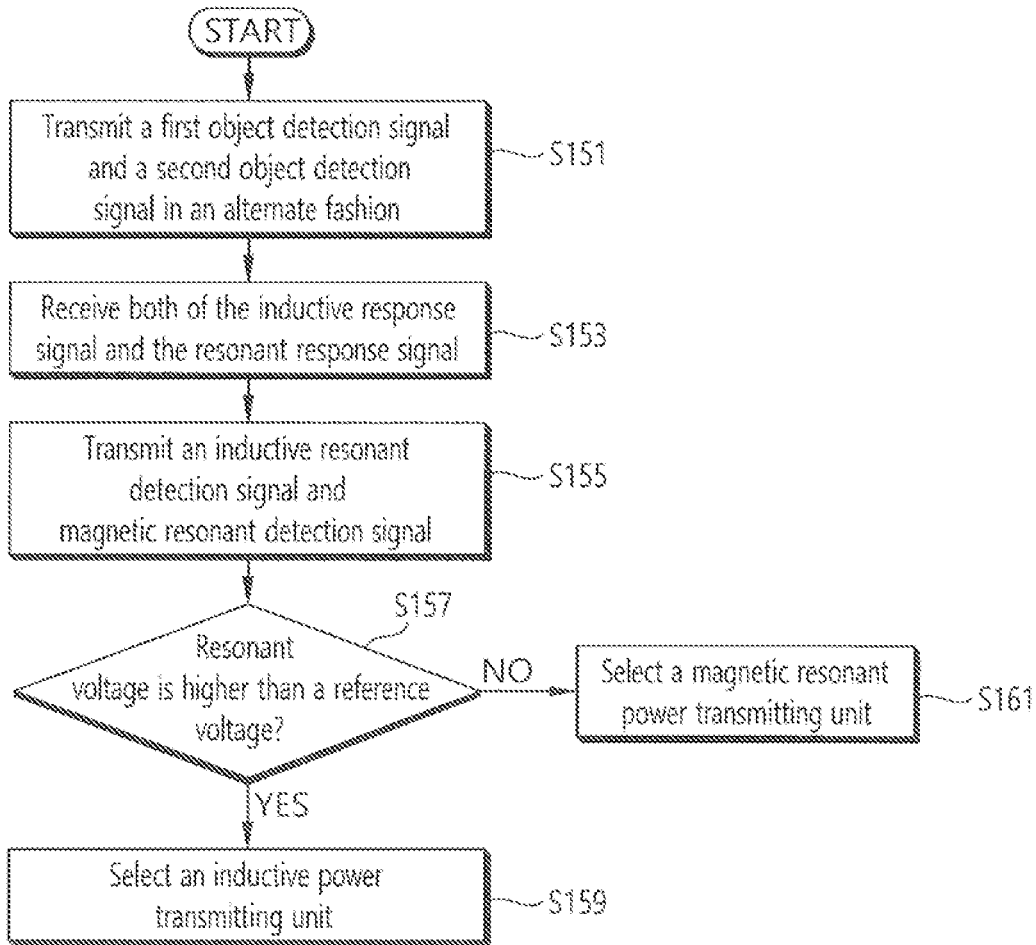 START
Transmit a first object detection signal
and a second object detection
signal in an alternate fashion
S151
Receive both of the inductive response
signal and the resonant response signal
S153
Transmit an inductive resonant
detection signal and
magnetic resonant detection signal
S155
S157
Resonant
voltage is higher than a reference
voltage?
NO
Select a magnetic resonant
power transmitting unit
S161
YES
Select an inductive power
transmitting unit
S159